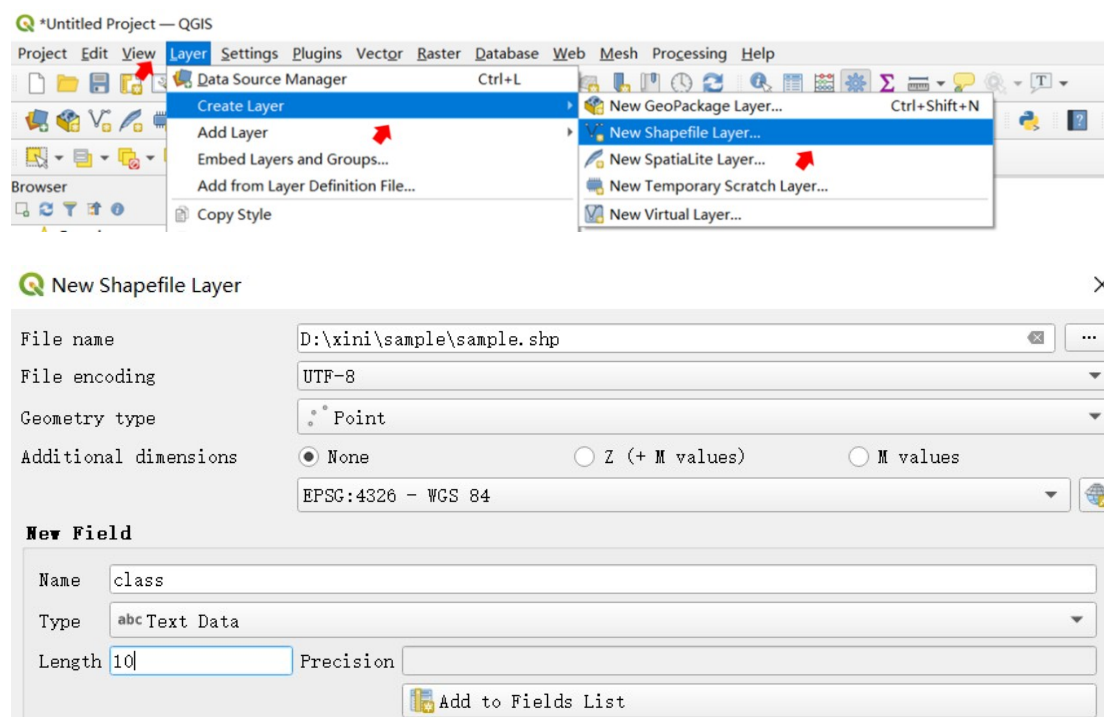 *Untitled Project — QGIS
Project Edit View Layer Settings Plugins Vector Raster Database Web Mesh Processing Help
Data Source Manager Ctrl+L
Create Layer
New GeoPackage Layer... Ctrl+Shift+N
Add Layer
New Shapefile Layer...
Embed Layers and Groups...
New SpatiaLite Layer...
Browser
Add from Layer Definition File...
New Temporary Scratch Layer...
Copy Style
New Virtual Layer...
New Shapefile Layer
File name D:\xini\sample\sample.shp ...
File encoding UTF-8
Geometry type Point
Additional dimensions None Z (+ M values) M values
EPSG:4326 - WGS 84
New Field
Name class
Type abc Text Data
Length 10 Precision
Add to Fields List